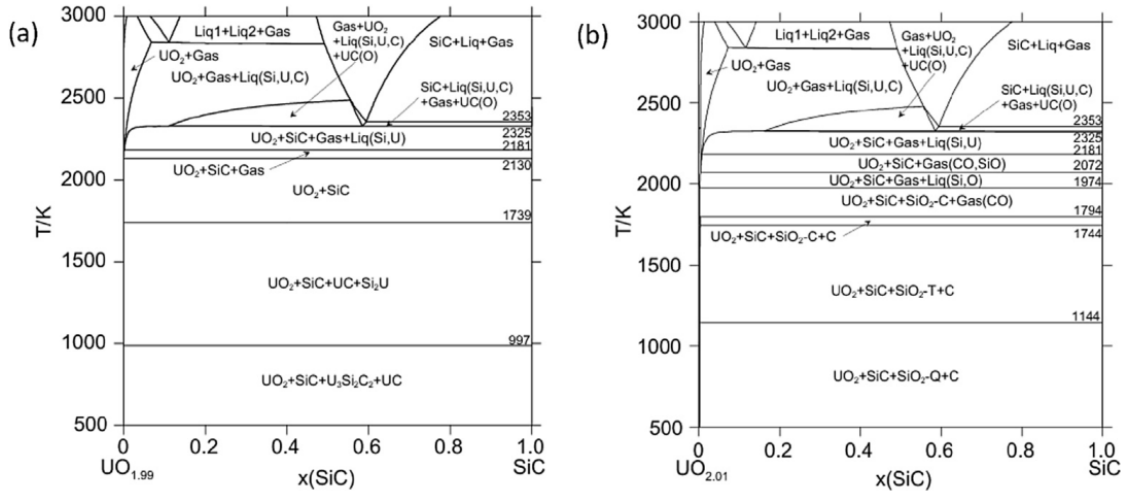 (a)
3000
2500
2000
1500
1000
500
T/K
Liq1+Liq2+Gas
Gas+UO₂
+Liq(Si,U,C)
+UC(O)
SiC+Liq+Gas
UO₂+Gas
UO₂+Gas+Liq(Si,U,C)
SiC+Liq(Si,U,C)
+Gas+UC(O)
2353
2325
UO₂+SiC+Gas+Liq(Si,U)
2181
2130
UO₂+SiC+Gas
UO₂+SiC
1739
UO₂+SiC+UC+Si₂U
997
UO₂+SiC+U₃Si₂C₂+UC
0 0.2 0.4 0.6 0.8 1.0
UO₁.₉₉ x(SiC) SiC
(b)
3000
2500
2000
1500
1000
500
T/K
Liq1+Liq2+Gas
Gas+UO₂
+Liq(Si,U,C)
+UC(O)
SiC+Liq+Gas
UO₂+Gas
UO₂+Gas+Liq(Si,U,C)
SiC+Liq(Si,U,C)
+Gas+UC(O)
2353
2325
UO₂+SiC+Gas+Liq(Si,U)
2181
UO₂+SiC+Gas(CO,SiO)
2072
UO₂+SiC+Gas+Liq(Si,O)
1974
UO₂+SiC+SiO₂-C+Gas(CO)
1794
UO₂+SiC+SiO₂-C+C
1744
UO₂+SiC+SiO₂-T+C
1144
UO₂+SiC+SiO₂-Q+C
0 0.2 0.4 0.6 0.8 1.0
UO₂.₀₁ x(SiC) SiC